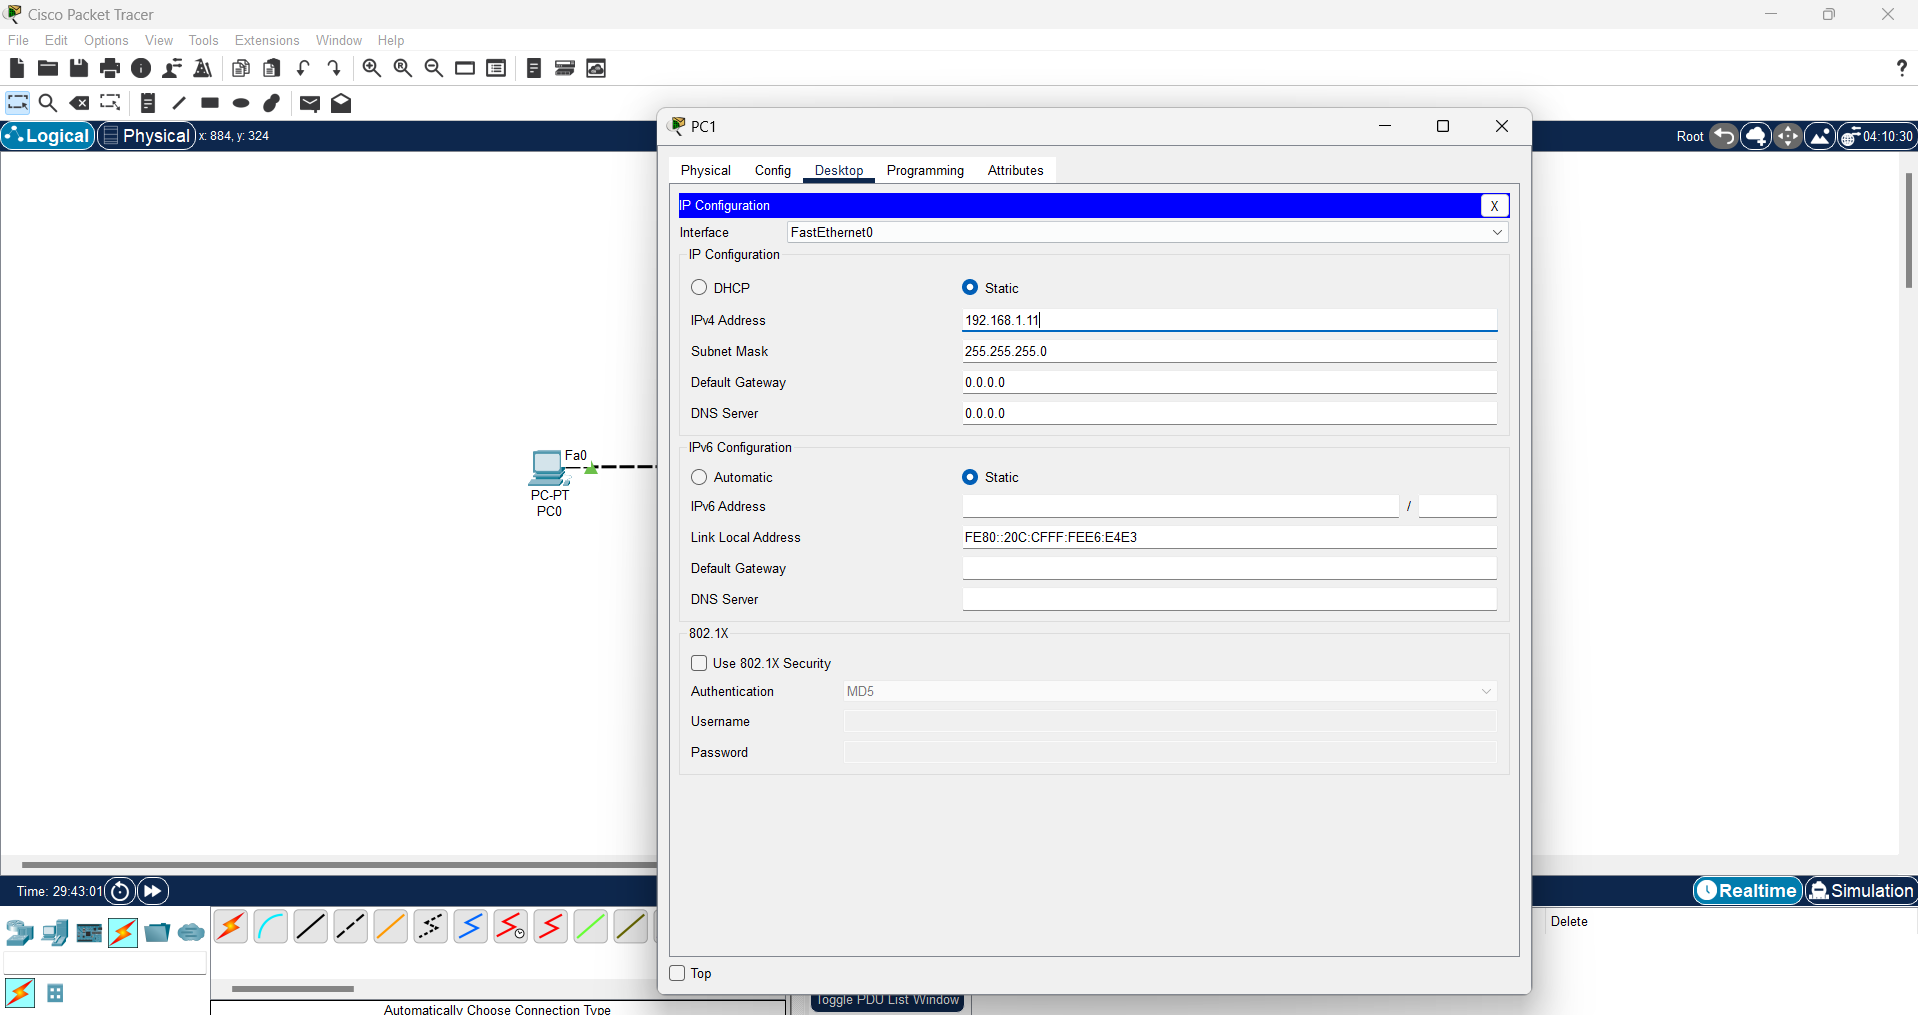 Cisco Packet Tracer
File Edit Options View Tools Extensions Window Help
Logical Physical x: 884, y: 324
Root 04:10:30
PC1
Physical Config Desktop Programming Attributes
IP Configuration X
Interface FastEthernet0
IP Configuration
DHCP Static
IPv4 Address 192.168.1.11
Subnet Mask 255.255.255.0
Default Gateway 0.0.0.0
DNS Server 0.0.0.0
IPv6 Configuration
Automatic Static
IPv6 Address /
Link Local Address FE80::20C:CFFF:FEE6:E4E3
Default Gateway
DNS Server
802.1X
Use 802.1X Security
Authentication MD5
Username
Password
Top
Fa0
PC-PT
PC0
Time: 29:43:01
Realtime Simulation
Delete
Automatically Choose Connection Type
Toggle PDU List Window